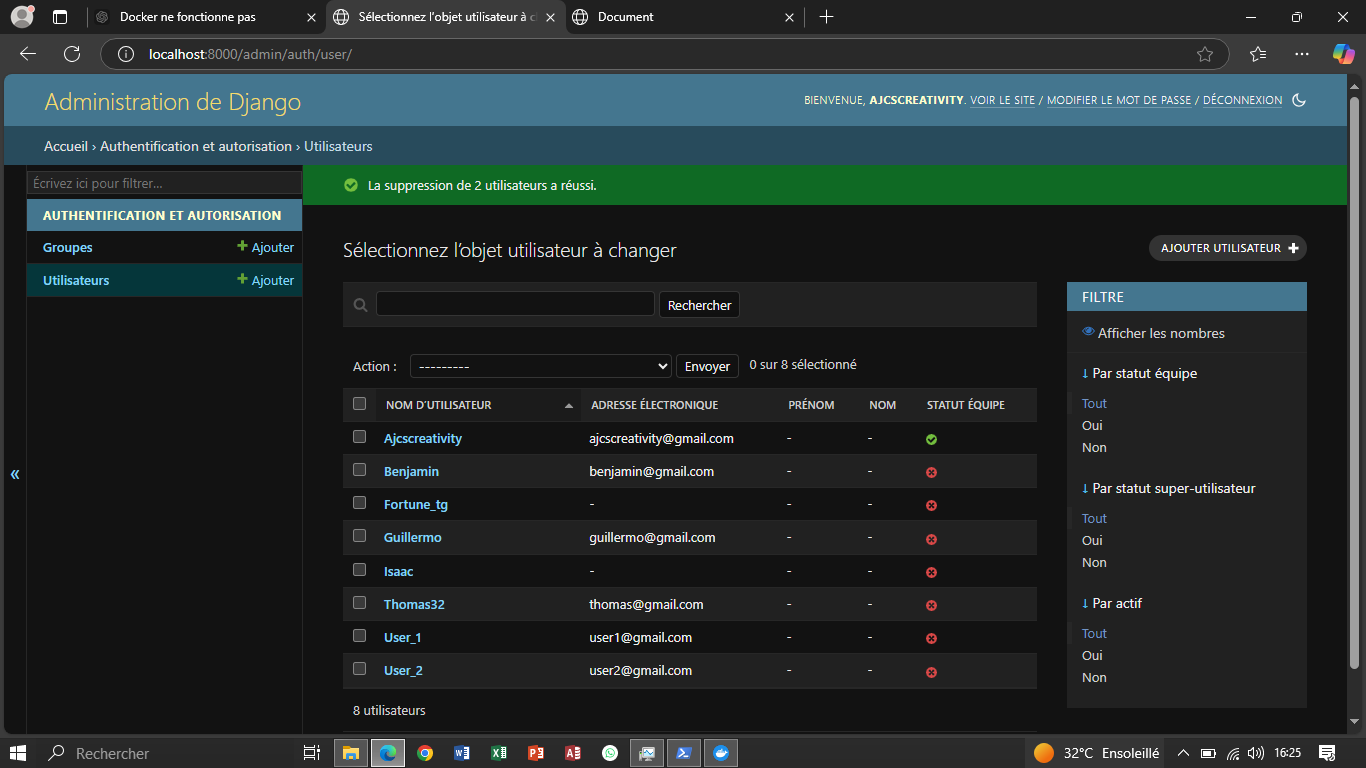 Docker ne fonctionne pas
Sélectionnez l'objet utilisateur à c
Document
localhost:8000/admin/auth/user/
Administration de Django
BIENVENUE, AJCSCREATIVITY. VOIR LE SITE / MODIFIER LE MOT DE PASSE / DÉCONNEXION
Accueil › Authentification et autorisation › Utilisateurs
Écrivez ici pour filtrer...
La suppression de 2 utilisateurs a réussi.
AUTHENTIFICATION ET AUTORISATION
Groupes + Ajouter
Utilisateurs + Ajouter
«
Sélectionnez l'objet utilisateur à changer
AJOUTER UTILISATEUR +
Rechercher
Action : --------- Envoyer 0 sur 8 sélectionné
NOM D'UTILISATEUR ADRESSE ÉLECTRONIQUE PRÉNOM NOM STATUT ÉQUIPE
Ajcscreativity ajcscreativity@gmail.com - -
Benjamin benjamin@gmail.com - -
Fortune_tg - - -
Guillermo guillermo@gmail.com - -
Isaac - - -
Thomas32 thomas@gmail.com - -
User_1 user1@gmail.com - -
User_2 user2@gmail.com - -
8 utilisateurs
FILTRE
Afficher les nombres
↓ Par statut équipe
Tout
Oui
Non
↓ Par statut super-utilisateur
Tout
Oui
Non
↓ Par actif
Tout
Oui
Non
Rechercher
32°C Ensoleillé
16:25